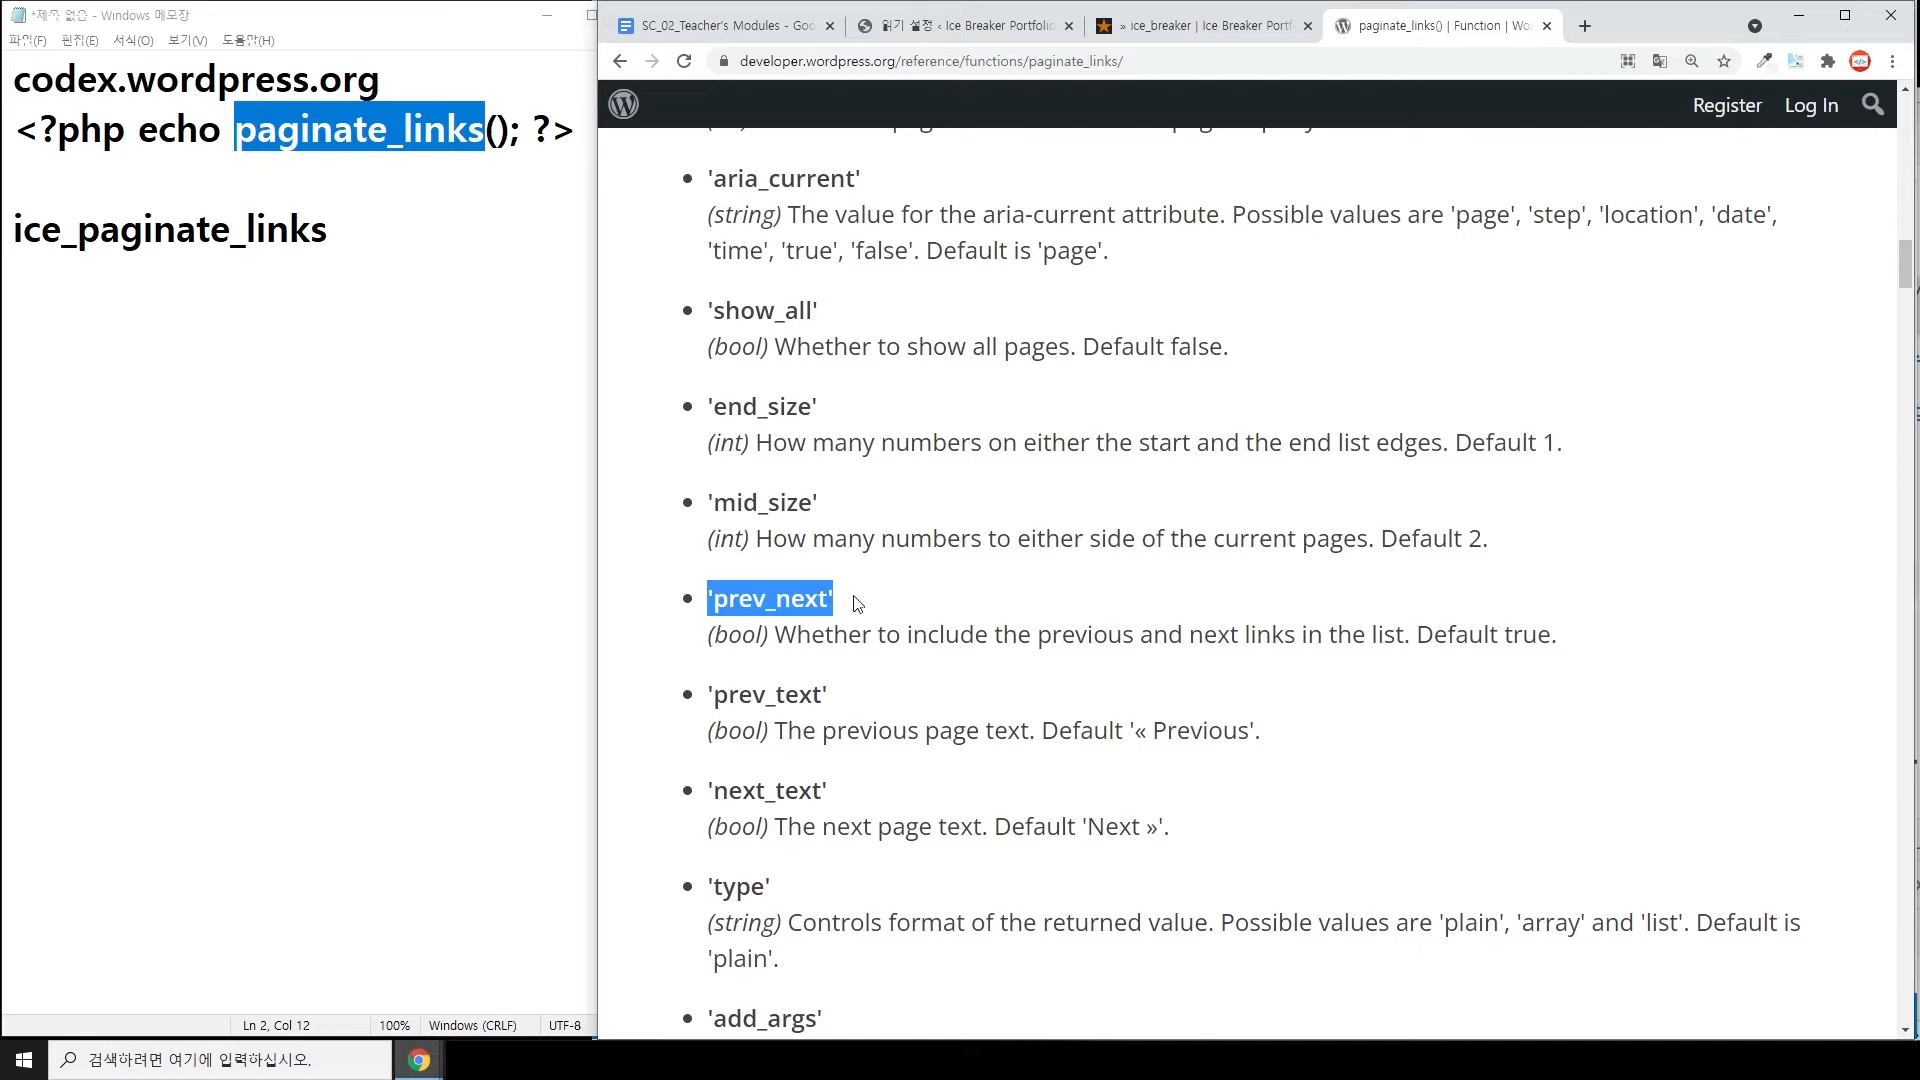 *제목 없음 - Windows 메모장
파일(F) 편집(E) 서식(O) 보기(V) 도움말(H)
codex.wordpress.org
<?php echo paginate_links(); ?>
ice_paginate_links
Ln 2, Col 12 100% Windows (CRLF) UTF-8
SC_02_Teacher's Modules - Goo
읽기 설정 ‹ Ice Breaker Portfolio
» ice_breaker | Ice Breaker Portf
paginate_links() | Function | Wo
developer.wordpress.org/reference/functions/paginate_links/
Register Log In
• 'aria_current'
(string) The value for the aria-current attribute. Possible values are 'page', 'step', 'location', 'date',
'time', 'true', 'false'. Default is 'page'.
• 'show_all'
(bool) Whether to show all pages. Default false.
• 'end_size'
(int) How many numbers on either the start and the end list edges. Default 1.
• 'mid_size'
(int) How many numbers to either side of the current pages. Default 2.
• 'prev_next'
(bool) Whether to include the previous and next links in the list. Default true.
• 'prev_text'
(bool) The previous page text. Default '« Previous'.
• 'next_text'
(bool) The next page text. Default 'Next »'.
• 'type'
(string) Controls format of the returned value. Possible values are 'plain', 'array' and 'list'. Default is
'plain'.
• 'add_args'
검색하려면 여기에 입력하십시오.